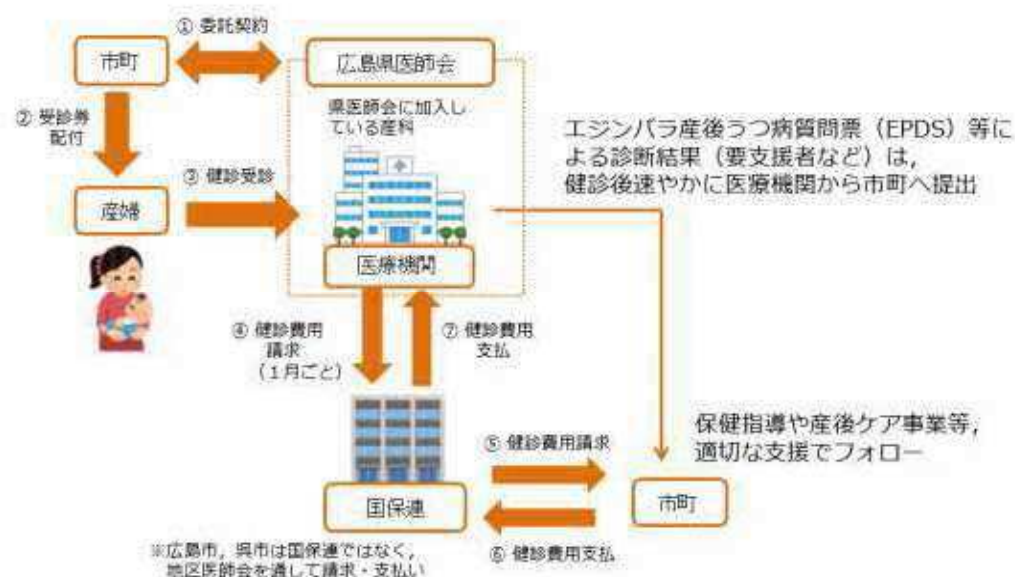 ① 委託契約
市町
広島県医師会
② 受診券
配付
県医師会に加入し
ている産科
エジンバラ産後うつ病質問票（EPDS）等に
よる診断結果（要支援者など）は，
健診後速やかに医療機関から市町へ提出
③ 健診受診
産婦
医療機関
④ 健診費用
請求
（１月ごと）
⑦ 健診費用
支払
保健指導や産後ケア事業等，
適切な支援でフォロー
⑤ 健診費用請求
国保連
市町
⑥ 健診費用支払
※広島市，呉市は国保連ではなく，
地区医師会を通して請求・支払い